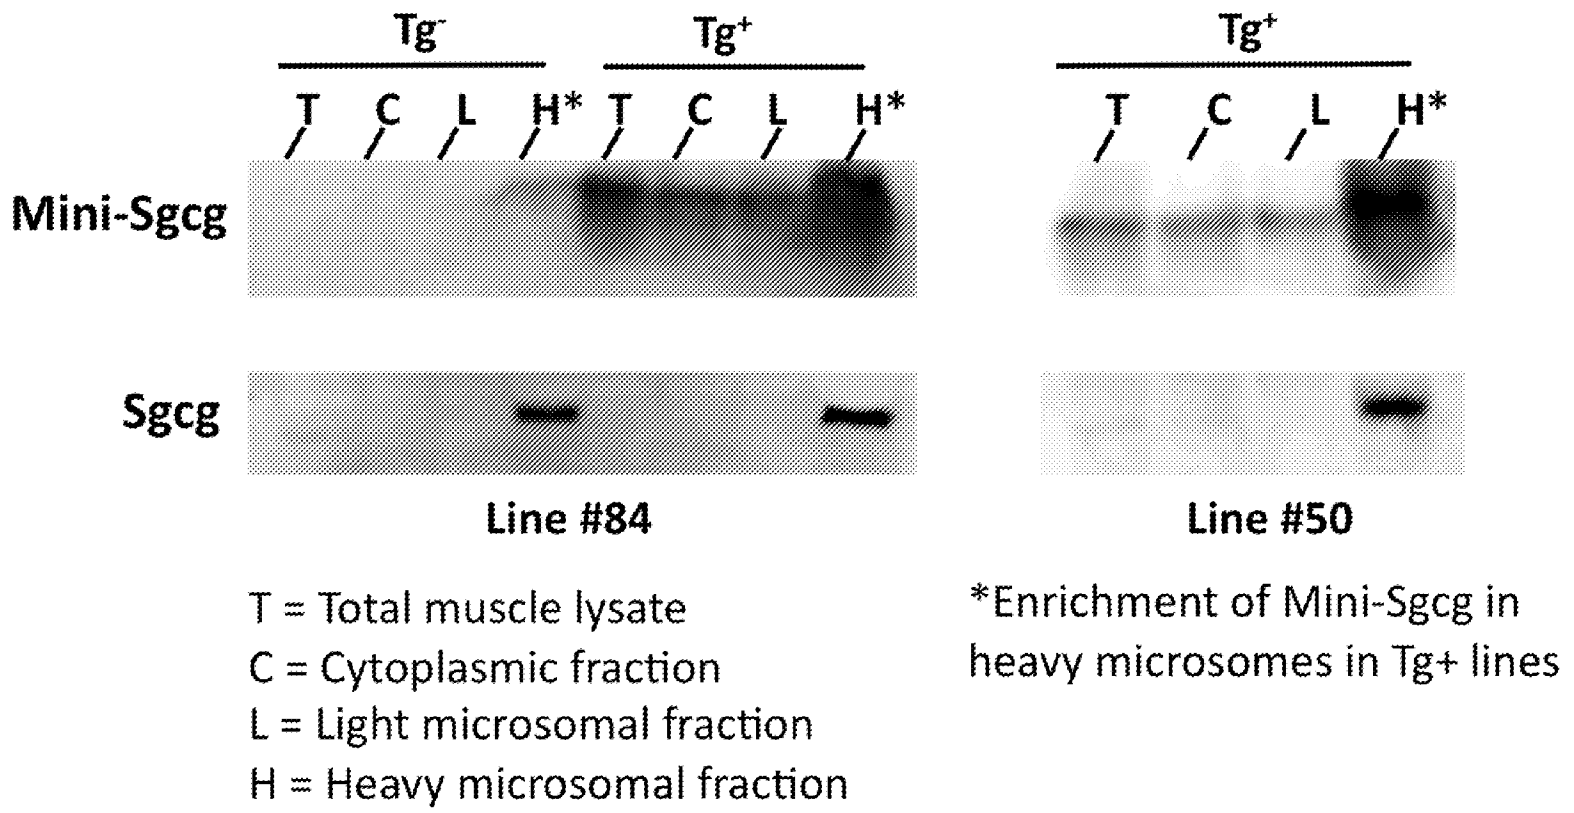 Tg- Tg+ Tg+
T C L H* T C L H* T C L H*
Mini-Sgcg
Sgcg
Line #84 Line #50
T = Total muscle lysate
C = Cytoplasmic fraction
L = Light microsomal fraction
H = Heavy microsomal fraction
*Enrichment of Mini-Sgcg in
heavy microsomes in Tg+ lines